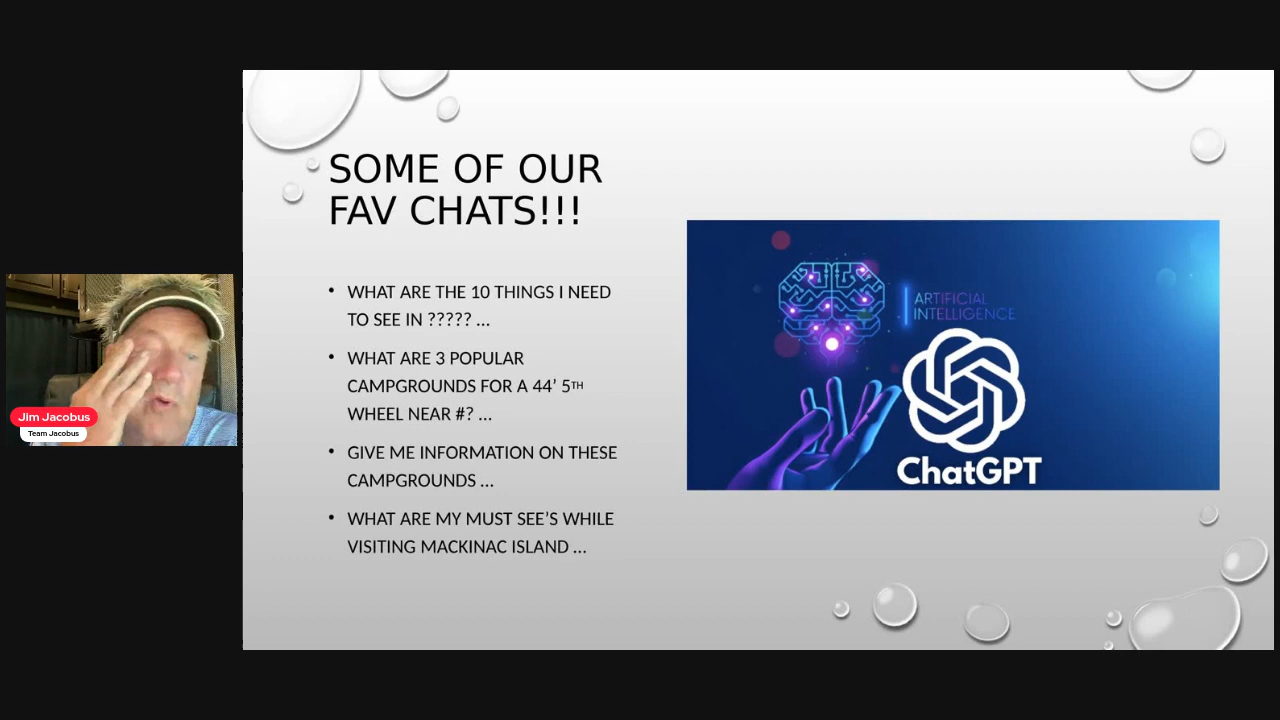 SOME OF OUR
FAV CHATS!!!
• WHAT ARE THE 10 THINGS I NEED
TO SEE IN ????? …
• WHAT ARE 3 POPULAR
CAMPGROUNDS FOR A 44’ 5TH
WHEEL NEAR #? …
• GIVE ME INFORMATION ON THESE
CAMPGROUNDS …
• WHAT ARE MY MUST SEE’S WHILE
VISITING MACKINAC ISLAND …
ARTIFICIAL
INTELLIGENCE
ChatGPT
Jim Jacobus
Team Jacobus